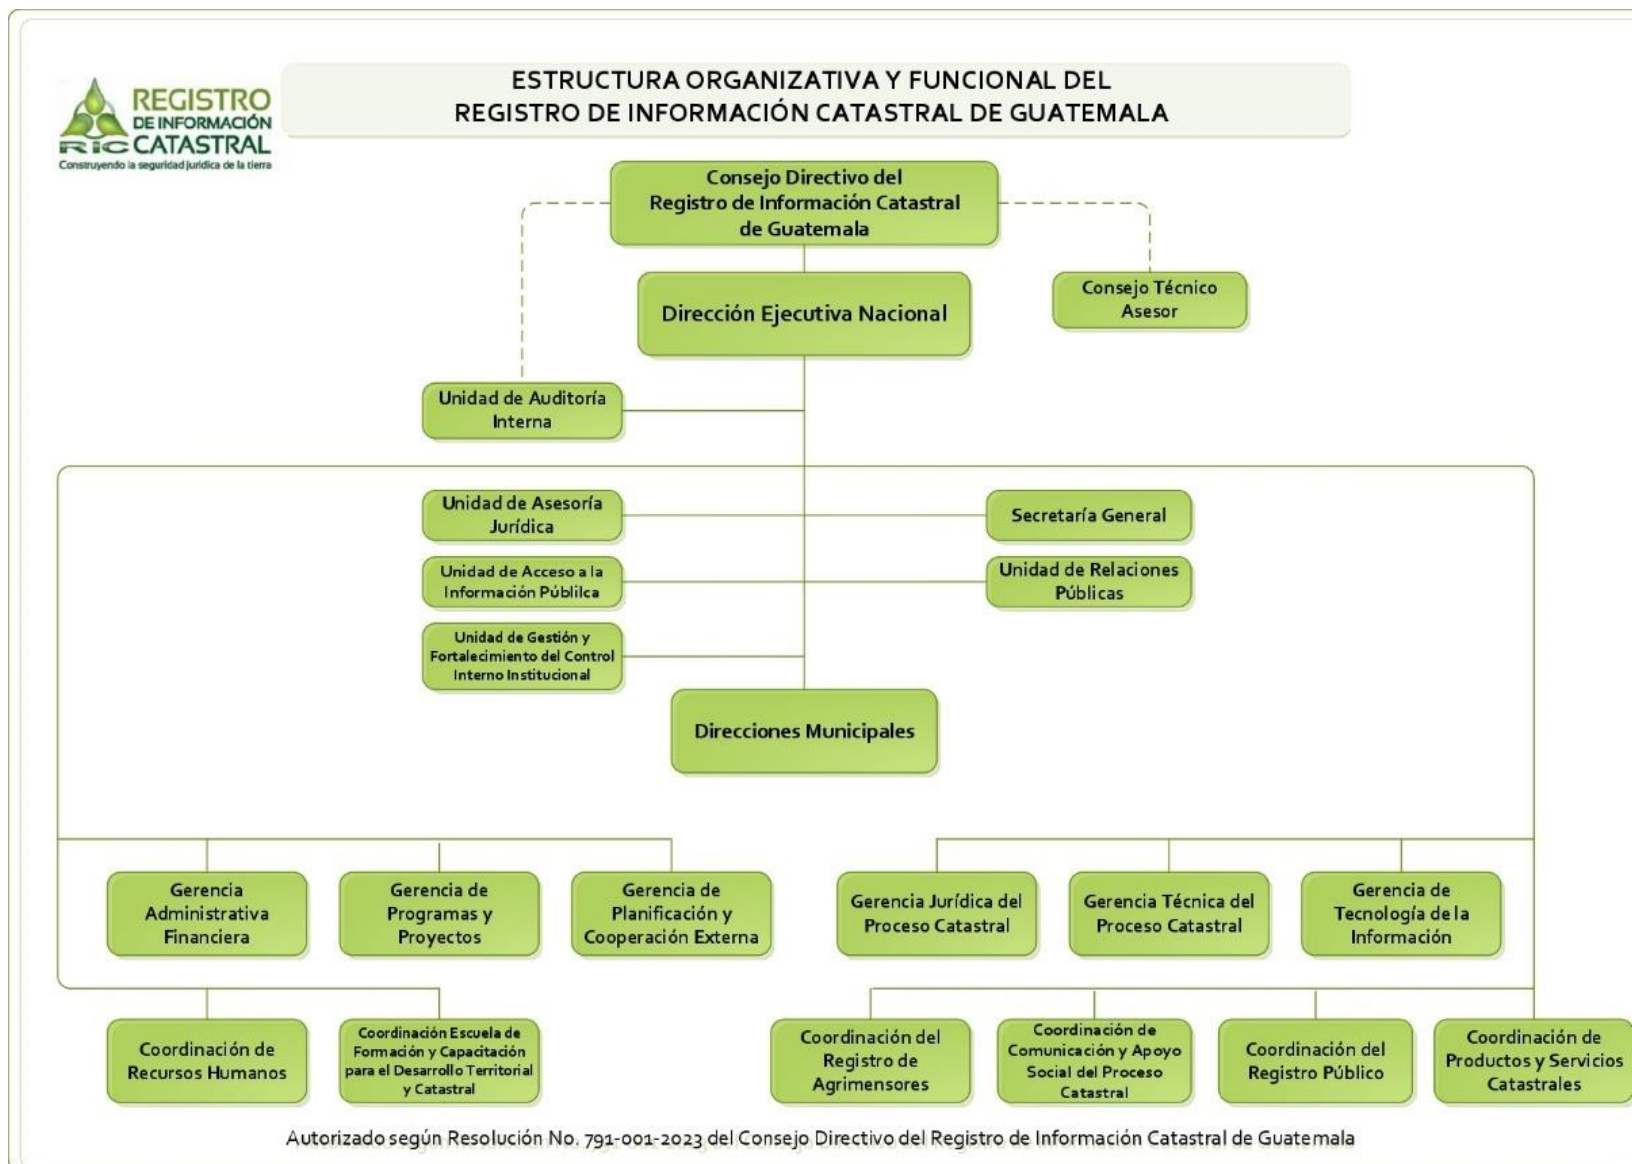 ESTRUCTURA ORGANIZATIVA Y FUNCIONAL DEL
REGISTRO DE INFORMACIÓN CATASTRAL DE GUATEMALA
REGISTRO
DE INFORMACIÓN
RIC CATASTRAL
Construyendo la seguridad jurídica de la tierra
Consejo Directivo del
Registro de Información Catastral
de Guatemala
Dirección Ejecutiva Nacional
Consejo Técnico
Asesor
Unidad de Auditoría
Interna
Unidad de Asesoría
Jurídica
Secretaría General
Unidad de Acceso a la
Información Públilca
Unidad de Relaciones
Públicas
Unidad de Gestión y
Fortalecimiento del Control
Interno Institucional
Direcciones Municipales
Gerencia
Administrativa
Financiera
Gerencia de
Programas y
Proyectos
Gerencia de
Planificación y
Cooperación Externa
Gerencia Jurídica del
Proceso Catastral
Gerencia Técnica del
Proceso Catastral
Gerencia de
Tecnología de la
Información
Coordinación de
Recursos Humanos
Coordinación Escuela de
Formación y Capacitación
para el Desarrollo Territorial
y Catastral
Coordinación del
Registro de
Agrimensores
Coordinación de
Comunicación y Apoyo
Social del Proceso
Catastral
Coordinación del
Registro Público
Coordinación de
Productos y Servicios
Catastrales
Autorizado según Resolución No. 791-001-2023 del Consejo Directivo del Registro de Información Catastral de Guatemala